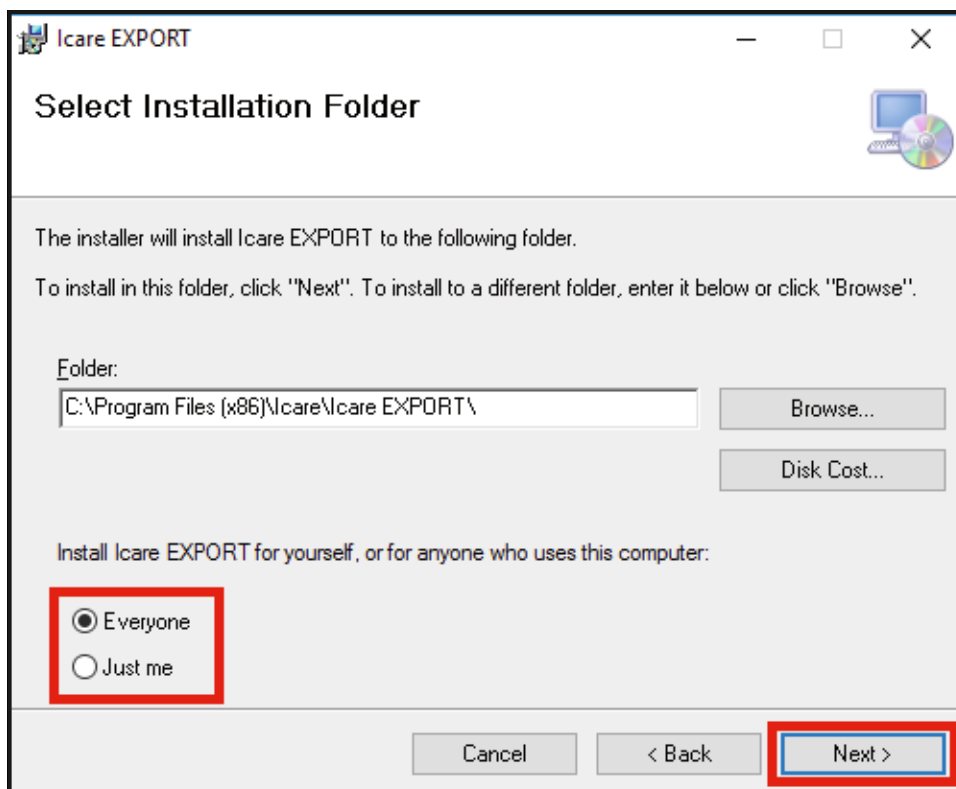 Icare EXPORT
Select Installation Folder
The installer will install Icare EXPORT to the following folder.
To install in this folder, click "Next". To install to a different folder, enter it below or click "Browse".
Folder:
C:\Program Files (x86)\Icare\Icare EXPORT\
Browse...
Disk Cost...
Install Icare EXPORT for yourself, or for anyone who uses this computer:
Everyone
Just me
Cancel
< Back
Next >